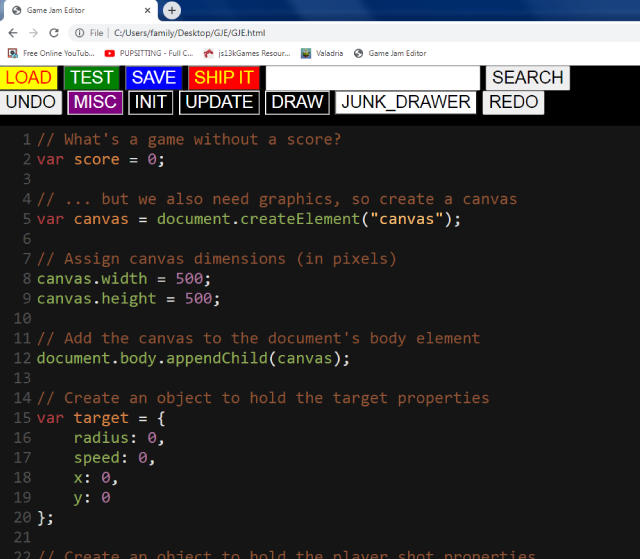 Game Jam Editor
File | C:/Users/family/Desktop/GJE/GJE.html
Free Online YouTub... PUPSITTING - Full C... js13kGames Resour... Valadria Game Jam Editor
LOAD TEST SAVE SHIP IT SEARCH
UNDO MISC INIT UPDATE DRAW JUNK_DRAWER REDO
1 // What's a game without a score?
2 var score = 0;
3
4 // ... but we also need graphics, so create a canvas
5 var canvas = document.createElement("canvas");
6
7 // Assign canvas dimensions (in pixels)
8 canvas.width = 500;
9 canvas.height = 500;
10
11 // Add the canvas to the document's body element
12 document.body.appendChild(canvas);
13
14 // Create an object to hold the target properties
15 var target = {
16 radius: 0,
17 speed: 0,
18 x: 0,
19 y: 0
20 };
21
22 // Create an object to hold the player shot properties